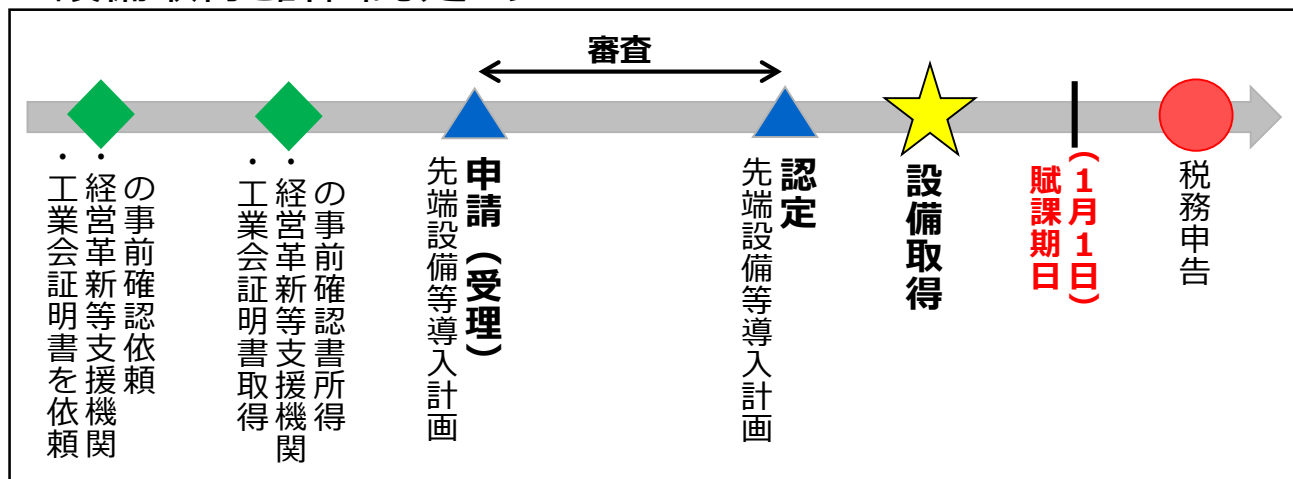 審査
・工業会証明書を依頼
・経営革新等支援機関
の事前確認依頼
・工業会証明書取得
・経営革新等支援機関
の事前確認書所得
先端設備等導入計画
申請（受理）
先端設備等導入計画
認定
設備取得
賦課期日
（1月1日）
税務申告